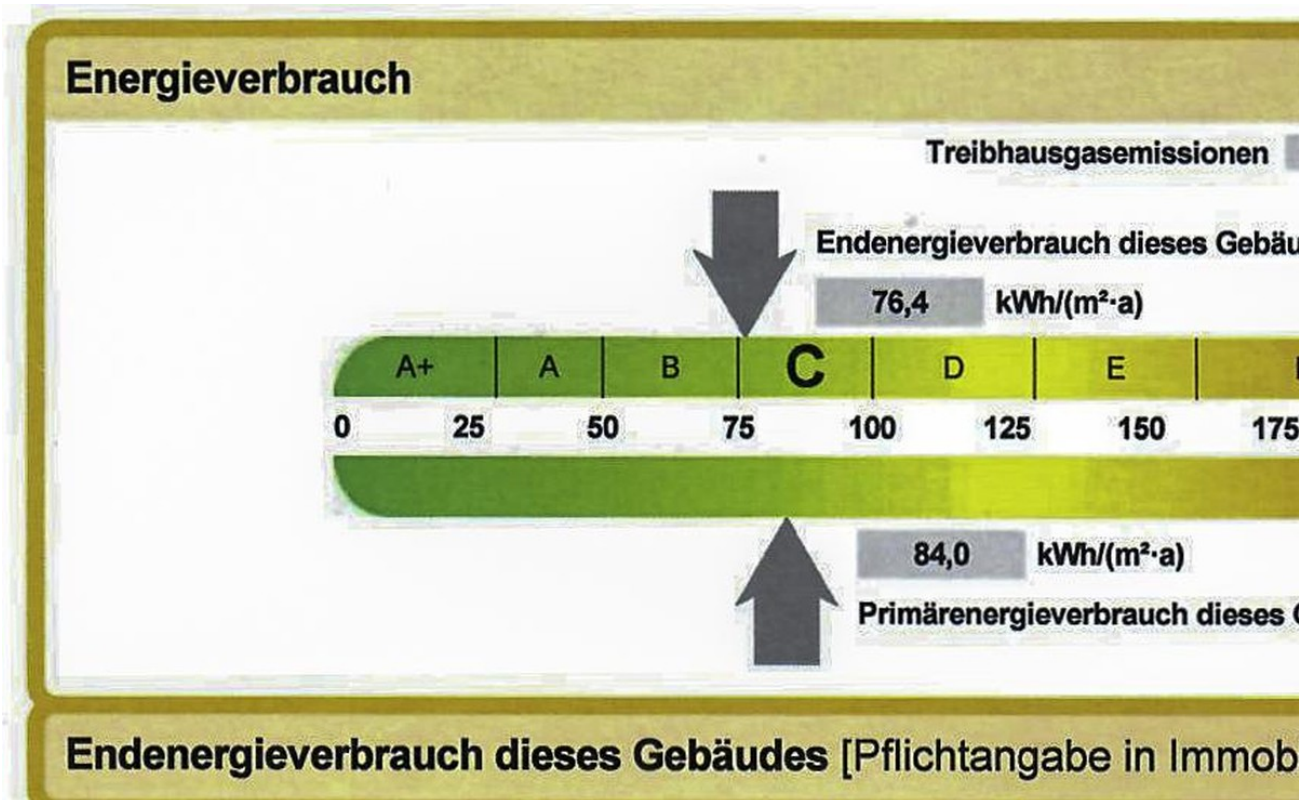 Energieverbrauch
Treibhausgasemissionen
Endenergieverbrauch dieses Gebäu
76,4 kWh/(m²·a)
A+ A B C D E
0 25 50 75 100 125 150 175
84,0 kWh/(m²·a)
Primärenergieverbrauch dieses
Endenergieverbrauch dieses Gebäudes [Pflichtangabe in Immob